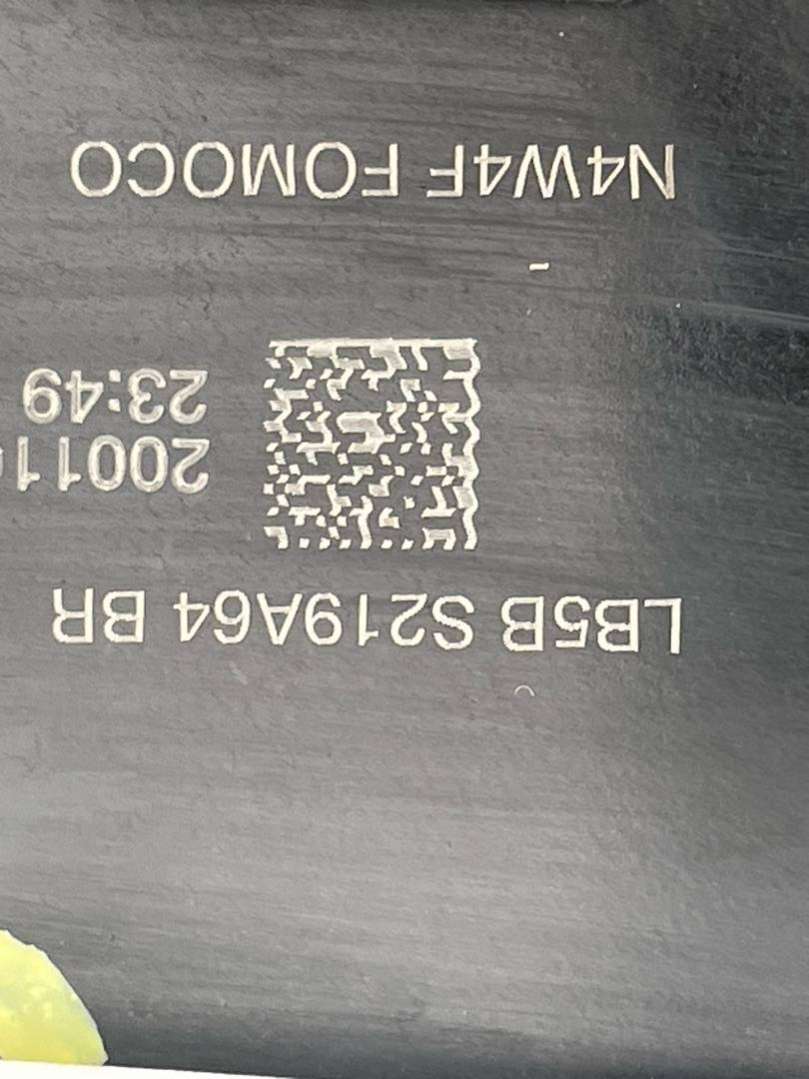 LB5B S219A64 BR
20011
23:49
N4W4F FOMOCO